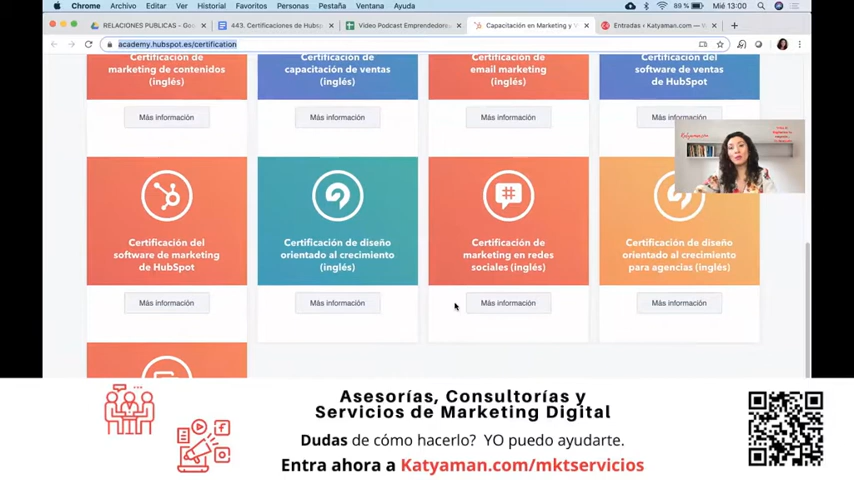 Chrome Archivo Editar Ver Historial Favoritos Personas Pestaña Ventana Ayuda
89 % Mié 13:00
RELACIONES PUBLICAS - Goo
443. Certificaciones de Hubsp
Video Podcast Emprendedore
Capacitación en Marketing y V
Entradas ‹ Katyaman.com — W
academy.hubspot.es/certification
Certificación de
marketing de contenidos
(inglés)
Más información
Certificación de
capacitación de ventas
(inglés)
Más información
Certificación de
email marketing
(inglés)
Más información
Certificación del
software de ventas
de HubSpot
Más información
Katyaman.com
Certificación del
software de marketing
de HubSpot
Más información
Certificación de diseño
orientado al crecimiento
(inglés)
Más información
#
Certificación de
marketing en redes
sociales (inglés)
Más información
Certificación de diseño
orientado al crecimiento
para agencias (inglés)
Más información
Asesorías, Consultorías y
Servicios de Marketing Digital
Dudas de cómo hacerlo? YO puedo ayudarte.
Entra ahora a Katyaman.com/mktservicios